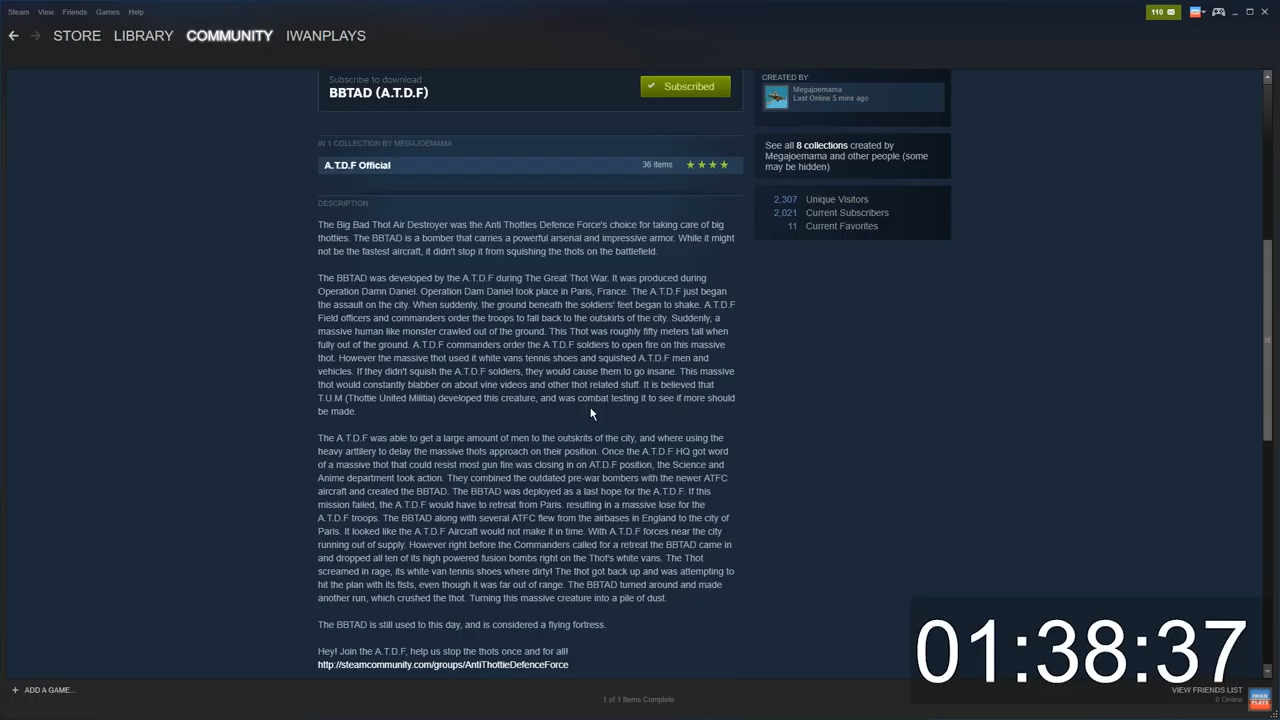 Steam View Friends Games Help
110
STORE LIBRARY COMMUNITY IWANPLAYS
Subscribe to download
BBTAD (A.T.D.F)
Subscribed
CREATED BY
Megajoemama
Last Online 5 mins ago
IN 1 COLLECTION BY MEGAJOEMAMA
A.T.D.F Official
36 items
See all 8 collections created by
Megajoemama and other people (some
may be hidden)
2,307 Unique Visitors
2,021 Current Subscribers
11 Current Favorites
DESCRIPTION
The Big Bad Thot Air Destroyer was the Anti Thotties Defence Force's choice for taking care of big
thotties. The BBTAD is a bomber that carries a powerful arsenal and impressive armor. While it might
not be the fastest aircraft, it didn't stop it from squishing the thots on the battlefield.
The BBTAD was developed by the A.T.D.F during The Great Thot War. It was produced during
Operation Damn Daniel. Operation Dam Daniel took place in Paris, France. The A.T.D.F just began
the assault on the city. When suddenly, the ground beneath the soldiers' feet began to shake. A.T.D.F
Field officers and commanders order the troops to fall back to the outskirts of the city. Suddenly, a
massive human like monster crawled out of the ground. This Thot was roughly fifty meters tall when
fully out of the ground. A.T.D.F commanders order the A.T.D.F soldiers to open fire on this massive
thot. However the massive thot used it white vans tennis shoes and squished A.T.D.F men and
vehicles. If they didn't squish the A.T.D.F soldiers, they would cause them to go insane. This massive
thot would constantly blabber on about vine videos and other thot related stuff. It is believed that
T.U.M (Thottie United Militia) developed this creature, and was combat testing it to see if more should
be made.
The A.T.D.F was able to get a large amount of men to the outskrits of the city, and where using the
heavy arttilery to delay the massive thots approach on their position. Once the A.T.D.F HQ got word
of a massive thot that could resist most gun fire was closing in on AT.D.F position, the Science and
Anime department took action. They combined the outdated pre-war bombers with the newer ATFC
aircraft and created the BBTAD. The BBTAD was deployed as a last hope for the A.T.D.F. If this
mission failed, the A.T.D.F would have to retreat from Paris. resulting in a massive lose for the
A.T.D.F troops. The BBTAD along with several ATFC flew from the airbases in England to the city of
Paris. It looked like the A.T.D.F Aircraft would not make it in time. With A.T.D.F forces near the city
running out of supply. However right before the Commanders called for a retreat the BBTAD came in
and dropped all ten of its high powered fusion bombs right on the Thot's white vans. The Thot
screamed in rage, its white van tennis shoes where dirty! The thot got back up and was attempting to
hit the plan with its fists, even though it was far out of range. The BBTAD turned around and made
another run, which crushed the thot. Turning this massive creature into a pile of dust.
The BBTAD is still used to this day, and is considered a flying fortress.
Hey! Join the A.T.D.F, help us stop the thots once and for all!
http://steamcommunity.com/groups/AntiThottieDefenceForce
01:38:37
+ ADD A GAME...
1 of 1 Items Complete
VIEW FRIENDS LIST
0 Online
IWAN
PLAYS